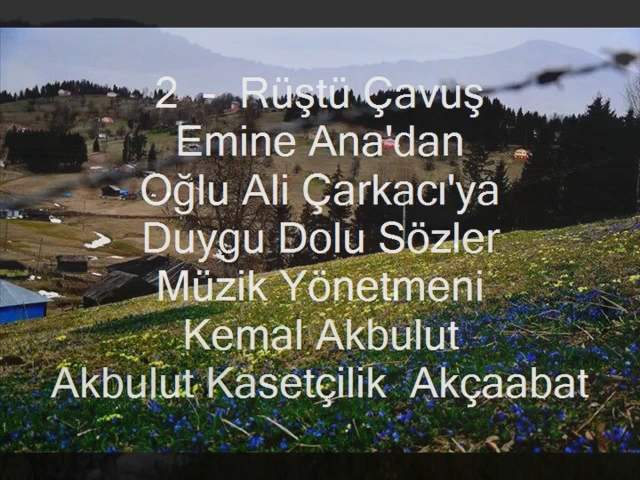 2 - Rüştü Çavuş
Emine Ana'dan
Oğlu Ali Çarkacı'ya
Duygu Dolu Sözler
Müzik Yönetmeni
Kemal Akbulut
Akbulut Kasetçilik Akçaabat